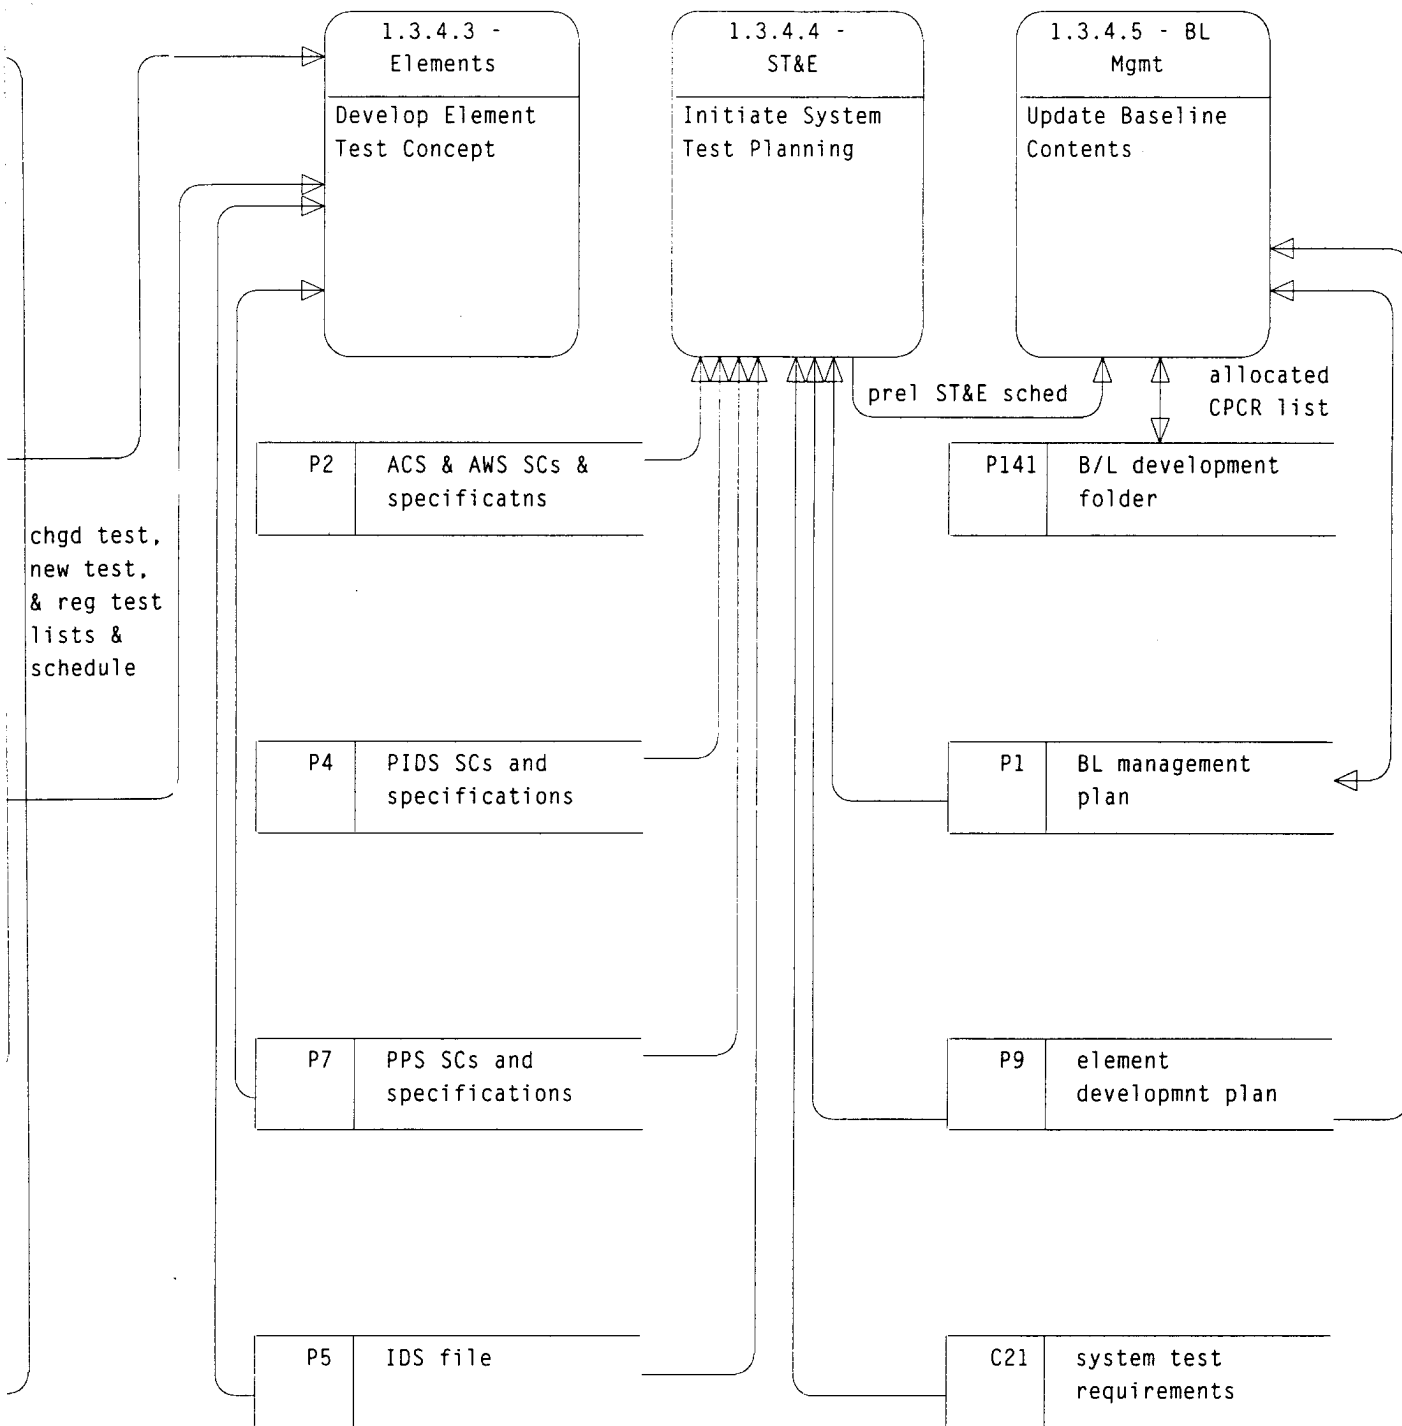 1.3.4.3 -
Elements
Develop Element
Test Concept
1.3.4.4 -
ST&E
Initiate System
Test Planning
1.3.4.5 - BL
Mgmt
Update Baseline
Contents
prel ST&E sched
allocated
CPCR list
P2
ACS & AWS SCs &
specificatns
P141
B/L development
folder
chgd test,
new test,
& reg test
lists &
schedule
P4
PIDS SCs and
specifications
P1
BL management
plan
P7
PPS SCs and
specifications
P9
element
developmnt plan
P5
IDS file
C21
system test
requirements